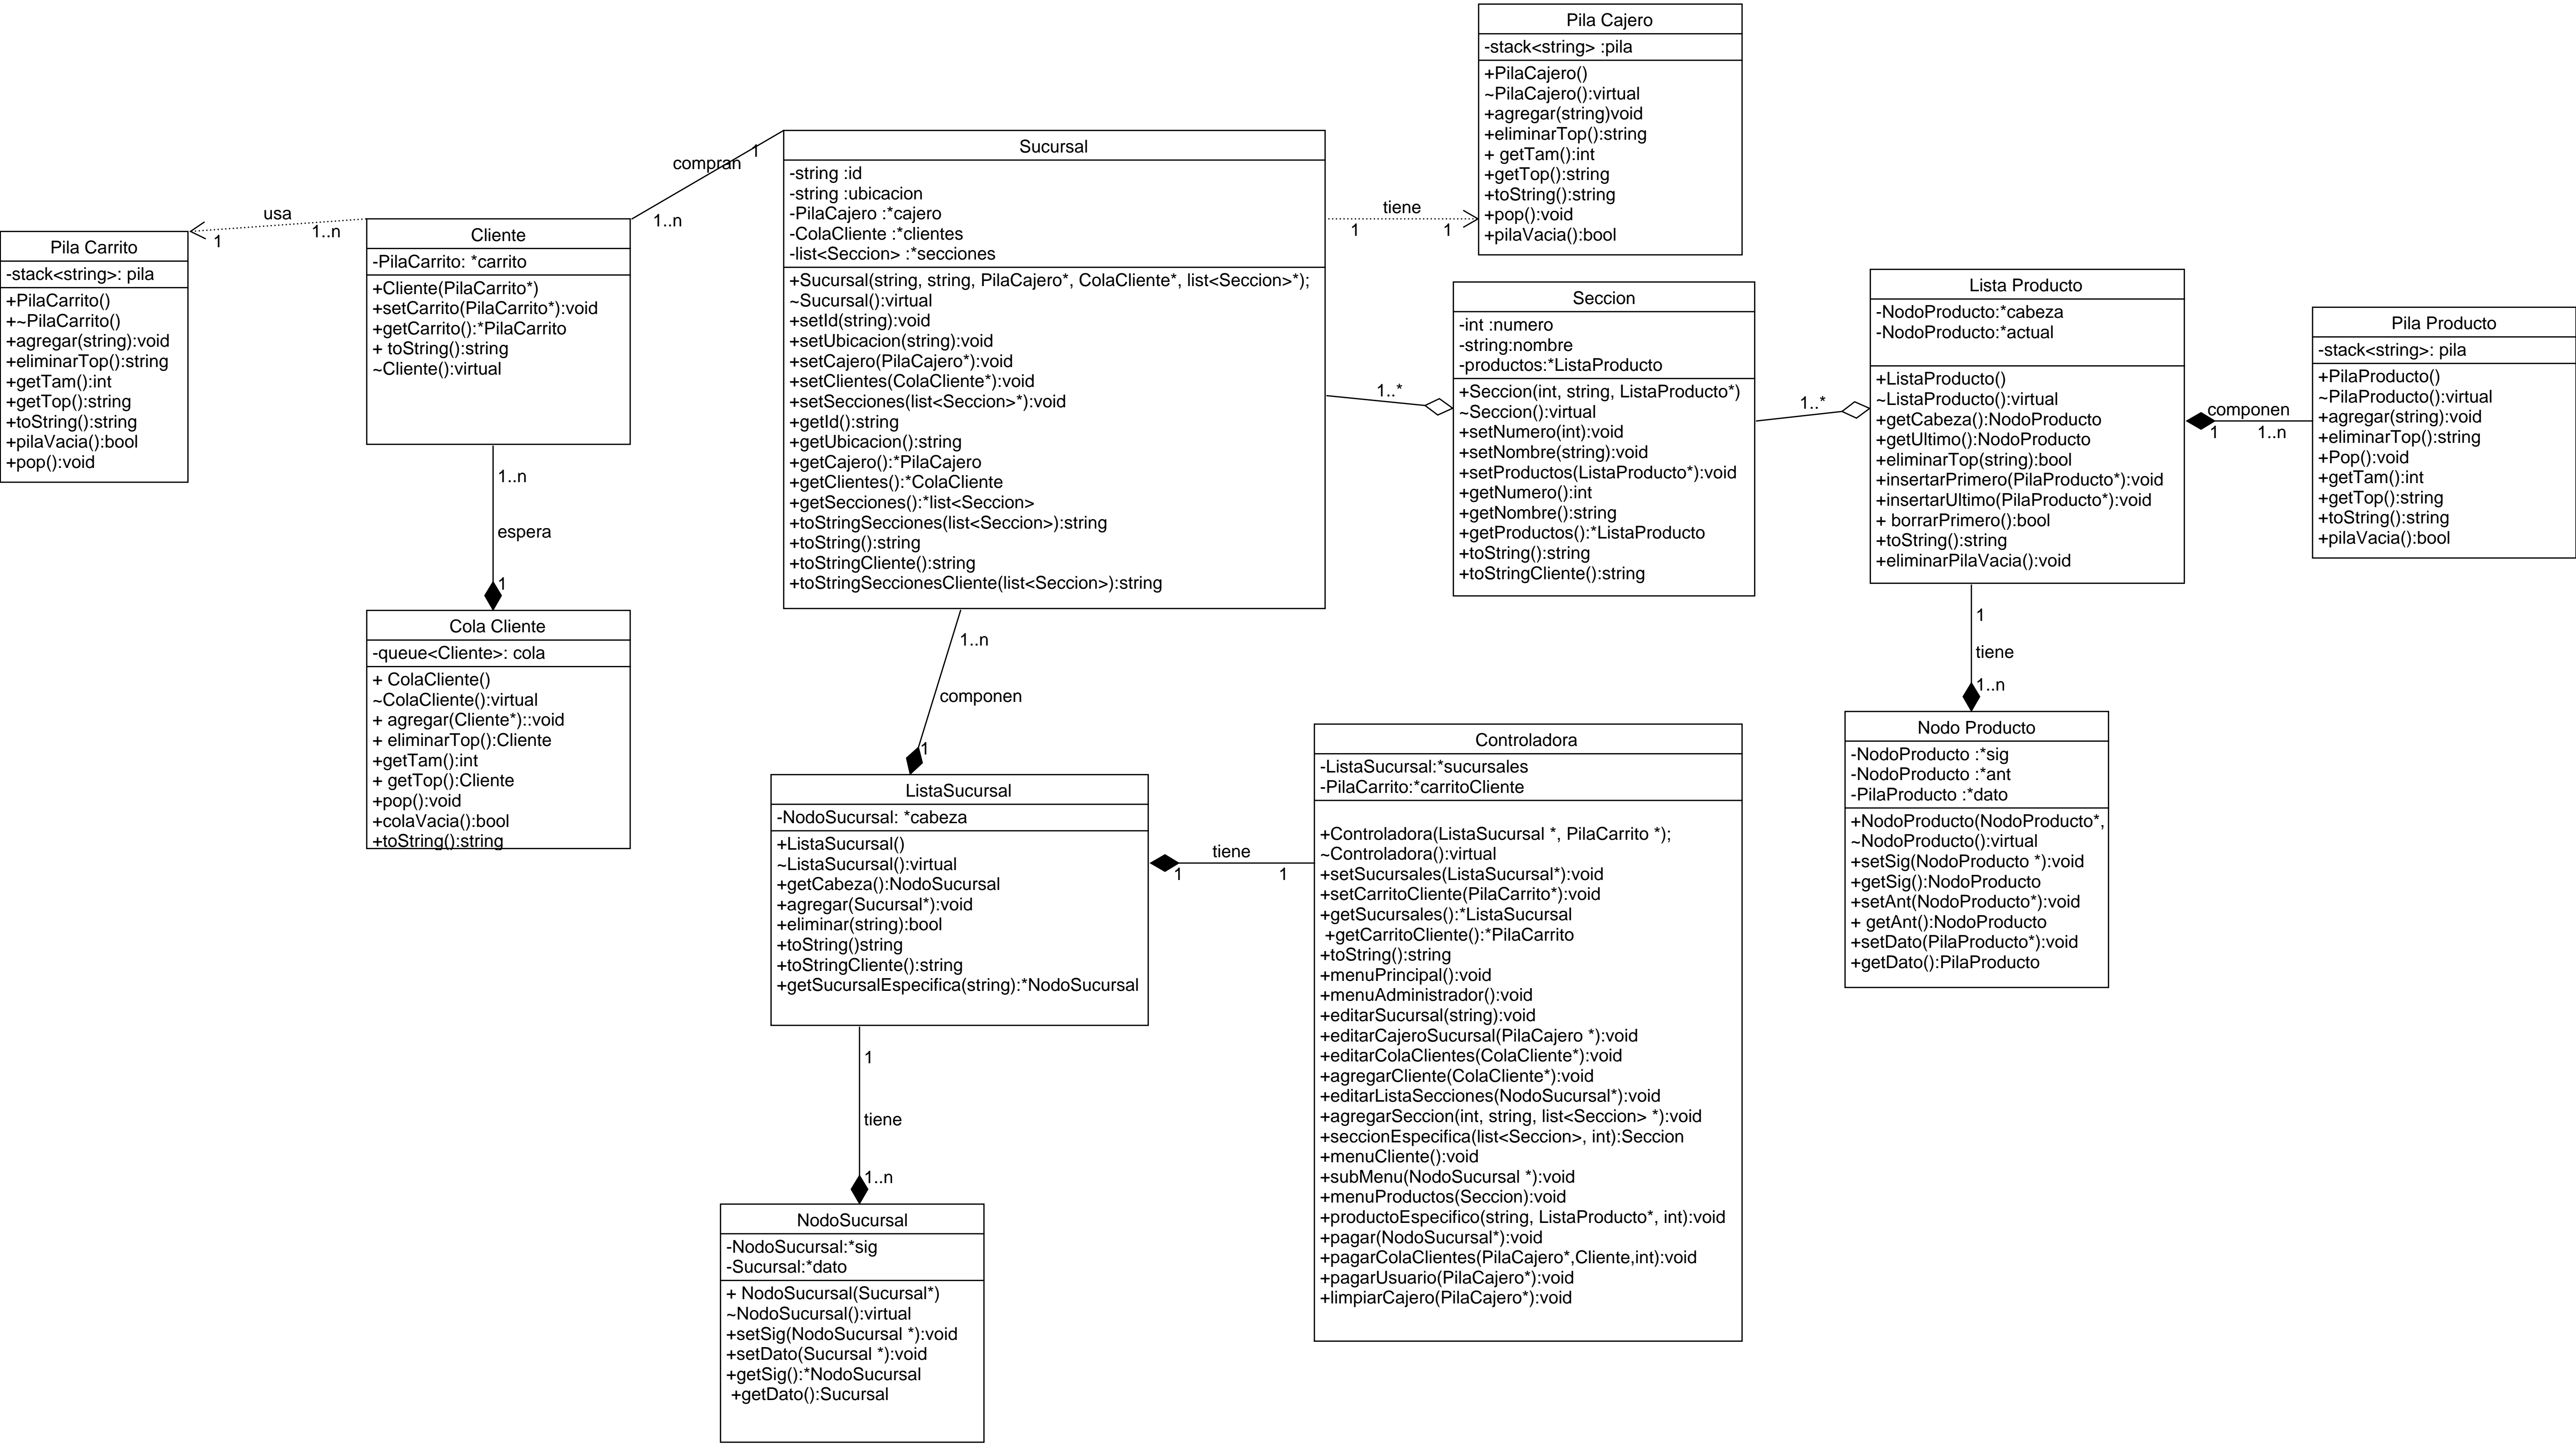 Pila Cajero
-stack<string> :pila
+PilaCajero()
~PilaCajero():virtual
+agregar(string)void
+eliminarTop():string
+ getTam():int
+getTop():string
+toString():string
+pop():void
+pilaVacia():bool
compran
1
1..n
Sucursal
-string :id
-string :ubicacion
-PilaCajero :*cajero
-ColaCliente :*clientes
-list<Seccion> :*secciones
+Sucursal(string, string, PilaCajero*, ColaCliente*, list<Seccion>*);
~Sucursal():virtual
+setId(string):void
+setUbicacion(string):void
+setCajero(PilaCajero*):void
+setClientes(ColaCliente*):void
+setSecciones(list<Seccion>*):void
+getId():string
+getUbicacion():string
+getCajero():*PilaCajero
+getClientes():*ColaCliente
+getSecciones():*list<Seccion>
+toStringSecciones(list<Seccion>):string
+toString():string
+toStringCliente():string
+toStringSeccionesCliente(list<Seccion>):string
tiene
1
1
usa
1
1..n
Pila Carrito
-stack<string>: pila
+PilaCarrito()
+~PilaCarrito()
+agregar(string):void
+eliminarTop():string
+getTam():int
+getTop():string
+toString():string
+pilaVacia():bool
+pop():void
Cliente
-PilaCarrito: *carrito
+Cliente(PilaCarrito*)
+setCarrito(PilaCarrito*):void
+getCarrito():*PilaCarrito
+ toString():string
~Cliente():virtual
1..n
espera
1
Cola Cliente
-queue<Cliente>: cola
+ ColaCliente()
~ColaCliente():virtual
+ agregar(Cliente*)::void
+ eliminarTop():Cliente
+getTam():int
+ getTop():Cliente
+pop():void
+colaVacia():bool
+toString():string
1..*
Seccion
-int :numero
-string:nombre
-productos:*ListaProducto
+Seccion(int, string, ListaProducto*)
~Seccion():virtual
+setNumero(int):void
+setNombre(string):void
+setProductos(ListaProducto*):void
+getNumero():int
+getNombre():string
+getProductos():*ListaProducto
+toString():string
+toStringCliente():string
1..*
Lista Producto
-NodoProducto:*cabeza
-NodoProducto:*actual
+ListaProducto()
~ListaProducto():virtual
+getCabeza():NodoProducto
+getUltimo():NodoProducto
+eliminarTop(string):bool
+insertarPrimero(PilaProducto*):void
+insertarUltimo(PilaProducto*):void
+ borrarPrimero():bool
+toString():string
+eliminarPilaVacia():void
componen
1
1..n
Pila Producto
-stack<string>: pila
+PilaProducto()
~PilaProducto():virtual
+agregar(string):void
+eliminarTop():string
+Pop():void
+getTam():int
+getTop():string
+toString():string
+pilaVacia():bool
1
tiene
1..n
Nodo Producto
-NodoProducto :*sig
-NodoProducto :*ant
-PilaProducto :*dato
+NodoProducto(NodoProducto*,
~NodoProducto():virtual
+setSig(NodoProducto *):void
+getSig():NodoProducto
+setAnt(NodoProducto*):void
+ getAnt():NodoProducto
+setDato(PilaProducto*):void
+getDato():PilaProducto
1..n
componen
1
ListaSucursal
-NodoSucursal: *cabeza
+ListaSucursal()
~ListaSucursal():virtual
+getCabeza():NodoSucursal
+agregar(Sucursal*):void
+eliminar(string):bool
+toString()string
+toStringCliente():string
+getSucursalEspecifica(string):*NodoSucursal
tiene
1
1
Controladora
-ListaSucursal:*sucursales
-PilaCarrito:*carritoCliente
+Controladora(ListaSucursal *, PilaCarrito *);
~Controladora():virtual
+setSucursales(ListaSucursal*):void
+setCarritoCliente(PilaCarrito*):void
+getSucursales():*ListaSucursal
+getCarritoCliente():*PilaCarrito
+toString():string
+menuPrincipal():void
+menuAdministrador():void
+editarSucursal(string):void
+editarCajeroSucursal(PilaCajero *):void
+editarColaClientes(ColaCliente*):void
+agregarCliente(ColaCliente*):void
+editarListaSecciones(NodoSucursal*):void
+agregarSeccion(int, string, list<Seccion> *):void
+seccionEspecifica(list<Seccion>, int):Seccion
+menuCliente():void
+subMenu(NodoSucursal *):void
+menuProductos(Seccion):void
+productoEspecifico(string, ListaProducto*, int):void
+pagar(NodoSucursal*):void
+pagarColaClientes(PilaCajero*,Cliente,int):void
+pagarUsuario(PilaCajero*):void
+limpiarCajero(PilaCajero*):void
1
tiene
1..n
NodoSucursal
-NodoSucursal:*sig
-Sucursal:*dato
+ NodoSucursal(Sucursal*)
~NodoSucursal():virtual
+setSig(NodoSucursal *):void
+setDato(Sucursal *):void
+getSig():*NodoSucursal
+getDato():Sucursal